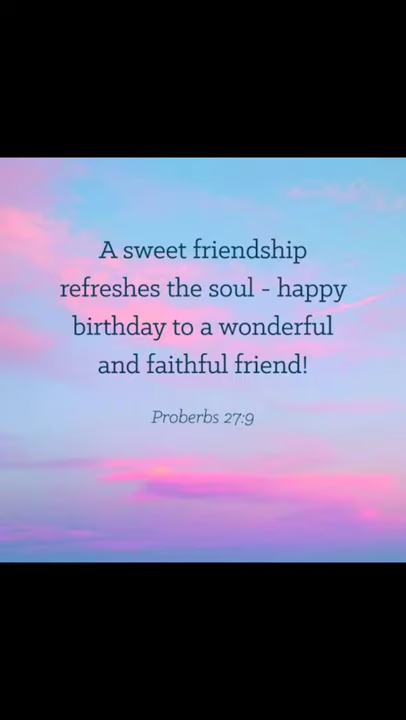 A sweet friendship
refreshes the soul - happy
birthday to a wonderful
and faithful friend!
Proberbs 27:9